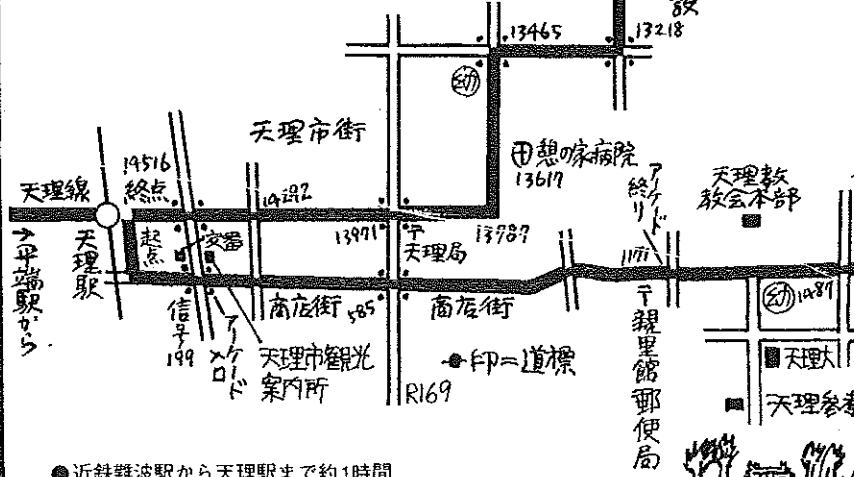 13465
13218
幼
天理市街
憩の家病院
13617
14516
終点
天理線
14292
天理教
教会本部
アーケード
終り
起点
交番
13971
〒
天理局
13787
天理駅
→平端駅から
1171
商店街
585
商店街
幼
1487
信号
199
アーケード
入口
天理市観光
案内所
●印=道標
R169
〒親里館郵便局
天理大
天理参考
●近鉄難波駅から天理駅まで約1時間